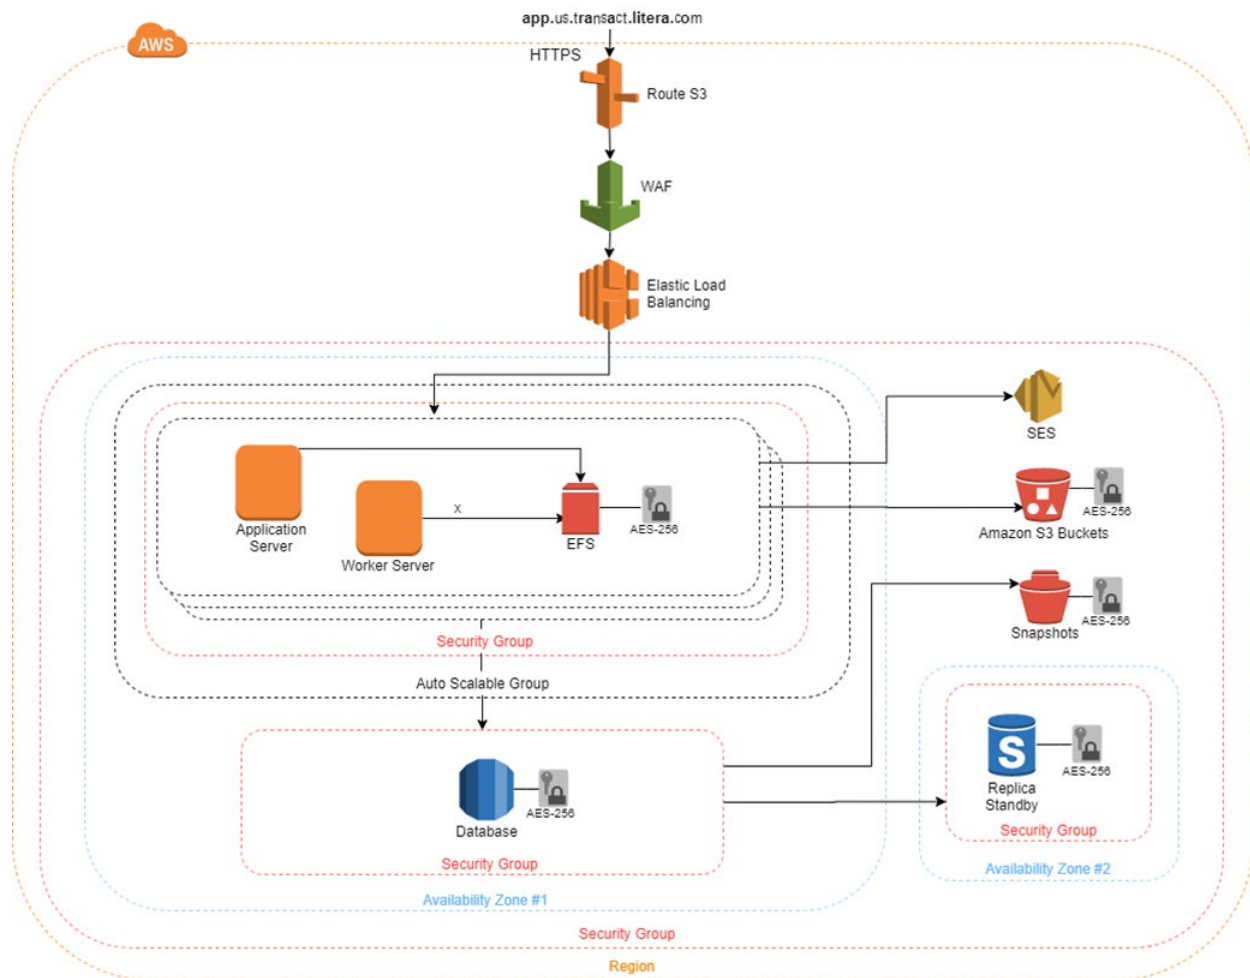 app.us.transact.litera.com
AWS
HTTPS
Route S3
WAF
Elastic Load
Balancing
SES
Application
Server
X
Worker Server
EFS
AES-256
AES-256
Amazon S3 Buckets
AES-256
Snapshots
Security Group
Auto Scalable Group
S
Replica
Standby
AES-256
Security Group
Availability Zone #2
Database
AES-256
Security Group
Availability Zone #1
Security Group
Region